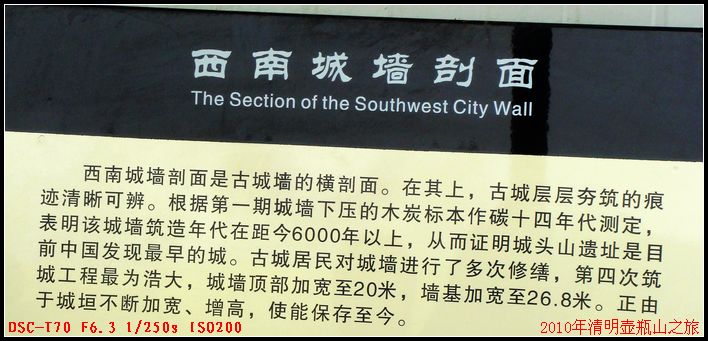 西南城墙剖面
The Section of the Southwest City Wall
西南城墙剖面是古城墙的横剖面。在其上，古城层层夯筑的痕
迹清晰可辨。根据第一期城墙下压的木炭标本作碳十四年代测定，
表明该城墙筑造年代在距今6000年以上，从而证明城头山遗址是目
前中国发现最早的城。古城居民对城墙进行了多次修缮，第四次筑
城工程最为浩大，城墙顶部加宽至20米，墙基加宽至26.8米。正由
于城垣不断加宽、增高，使能保存至今。
DSC-T70 F6.3 1/250s ISO200
2010年清明壶瓶山之旅